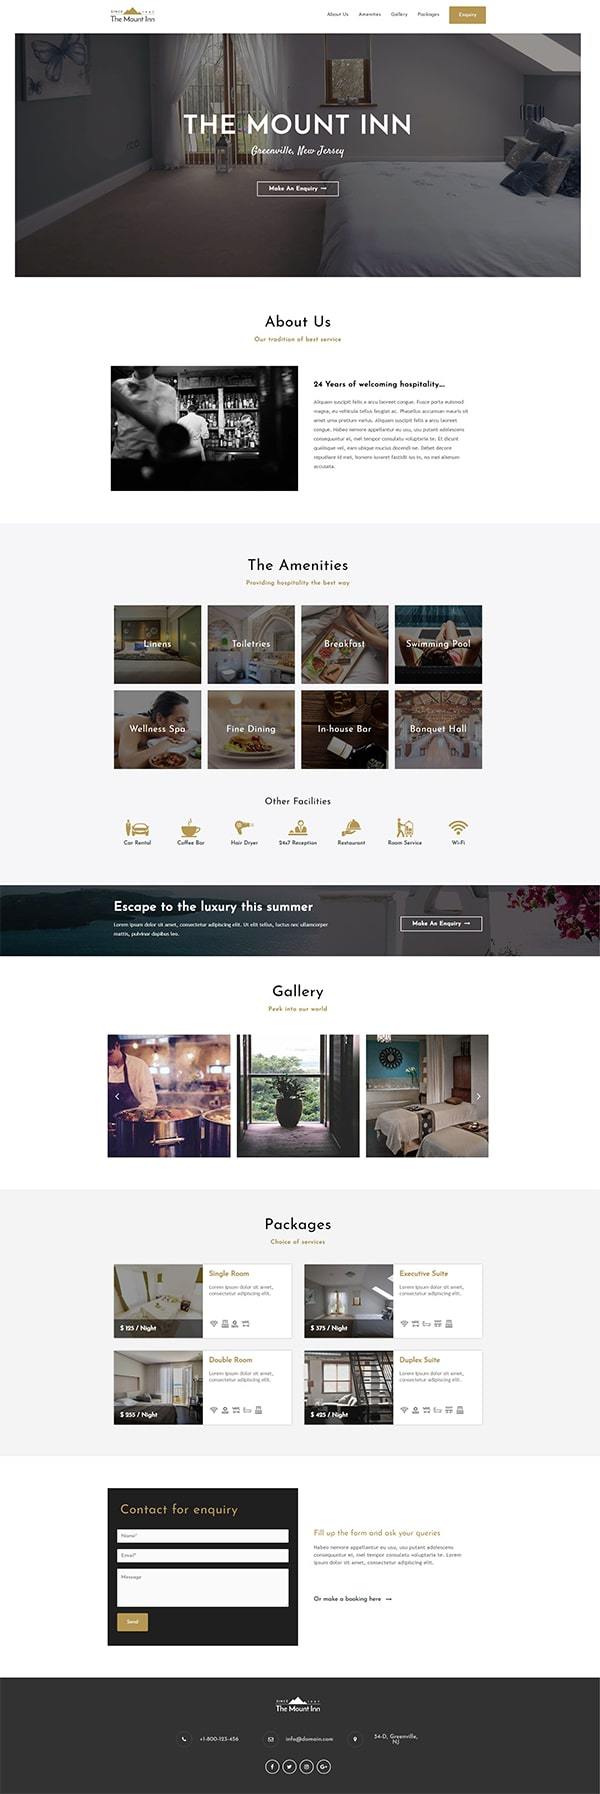 SINCE 1997
The Mount Inn
About Us
Amenities
Gallery
Packages
Enquiry
THE MOUNT INN
Greenville, New Jersey
Make An Enquiry
About Us
Our tradition of best service
24 Years of welcoming hospitality...
Aliquam suscipit felis a arcu laoreet congue. Fusce porta euismod
magna, eu vehicula tellus feugiat ac. Phasellus accumsan mauris sit
amet urna pretium varius. Aliquam suscipit felis a arcu laoreet
congue. Habeo nemore appellantur eu usu, usu putant adolescens
consequuntur ei, mel tempor consulatu voluptaria te. Et dicunt
qualisque vel, eam ubique mucius docendi ne. Debet decore
repudiare id mel, homero iuvaret fastidii ius in, no mei alienum
accusata.
The Amenities
Providing hospitality the best way
Linens
Toiletries
Breakfast
Swimming Pool
Wellness Spa
Fine Dining
In-house Bar
Banquet Hall
Other Facilities
Car Rental
Coffee Bar
Hair Dryer
24x7 Reception
Restaurant
Room Service
Wi-Fi
Escape to the luxury this summer
Lorem ipsum dolor sit amet, consectetur adipiscing elit. Ut elit tellus, luctus nec ullamcorper
mattis, pulvinar dapibus leo.
Make An Enquiry
Gallery
Peek into our world
Packages
Choice of services
Single Room
Lorem ipsum dolor sit amet,
consectetur adipiscing elit.
$ 125 / Night
Executive Suite
Lorem ipsum dolor sit amet,
consectetur adipiscing elit.
$ 375 / Night
Double Room
Lorem ipsum dolor sit amet,
consectetur adipiscing elit.
$ 255 / Night
Duplex Suite
Lorem ipsum dolor sit amet,
consectetur adipiscing elit.
$ 425 / Night
Contact for enquiry
Name*
Email*
Message
Send
Fill up the form and ask your queries
Habeo nemore appellantur eu usu, usu putant adolescens
consequuntur ei, mel tempor consulatu voluptaria te. Lorem
ipsum dolor sit amet, consectetur adipiscing elit.
Or make a booking here
The Mount Inn
+1-800-123-456
info@domain.com
54-D, Greenville,
NJ